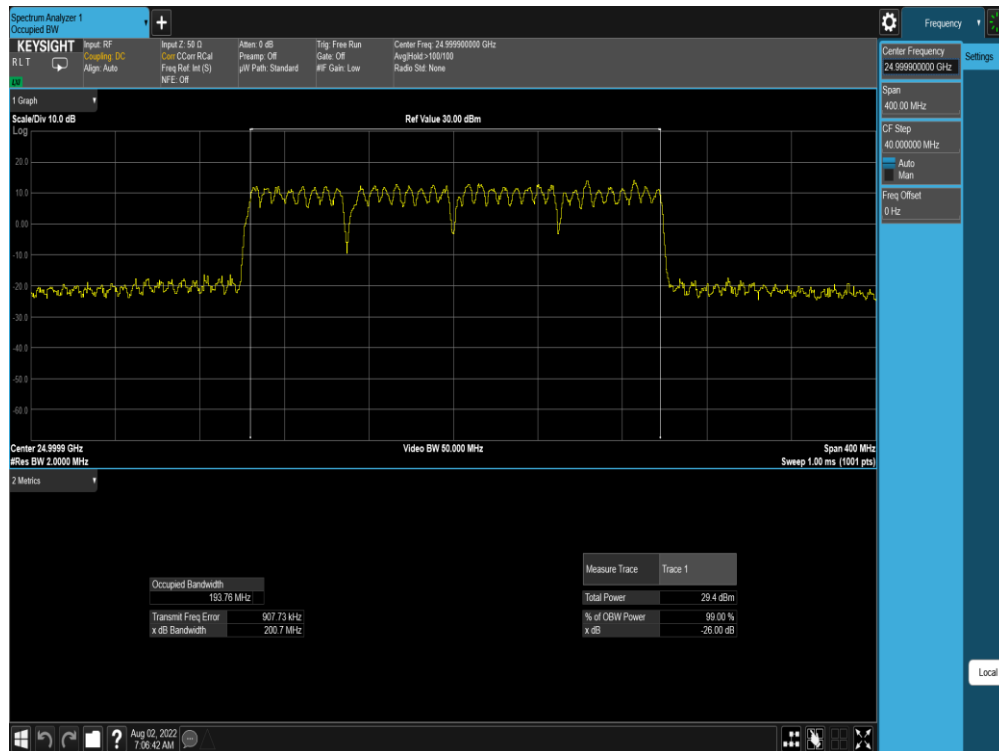 Spectrum Analyzer 1
Occupied BW
Frequency
KEYSIGHT
R L T
LXI
Input: RF
Coupling: DC
Align: Auto
Input Z: 50 Ω
Corr CCorr RCal
Freq Ref: Int (S)
NFE: Off
Atten: 0 dB
Preamp: Off
µW Path: Standard
Trig: Free Run
Gate: Off
#IF Gain: Low
Center Freq: 24.999900000 GHz
Avg|Hold:>100/100
Radio Std: None
Center Frequency
24.999900000 GHz
Settings
Span
400.00 MHz
CF Step
40.000000 MHz
Auto
Man
Freq Offset
0 Hz
1 Graph
Scale/Div 10.0 dB
Ref Value 30.00 dBm
Log
20.0
10.0
0.00
-10.0
-20.0
-30.0
-40.0
-50.0
-60.0
Center 24.9999 GHz
Video BW 50.000 MHz
Span 400 MHz
#Res BW 2.0000 MHz
Sweep 1.00 ms (1001 pts)
2 Metrics
Measure Trace
Trace 1
Occupied Bandwidth
193.76 MHz
Total Power
29.4 dBm
Transmit Freq Error
907.73 kHz
% of OBW Power
99.00 %
x dB Bandwidth
200.7 MHz
x dB
-26.00 dB
Local
?
Aug 02, 2022
7:06:42 AM